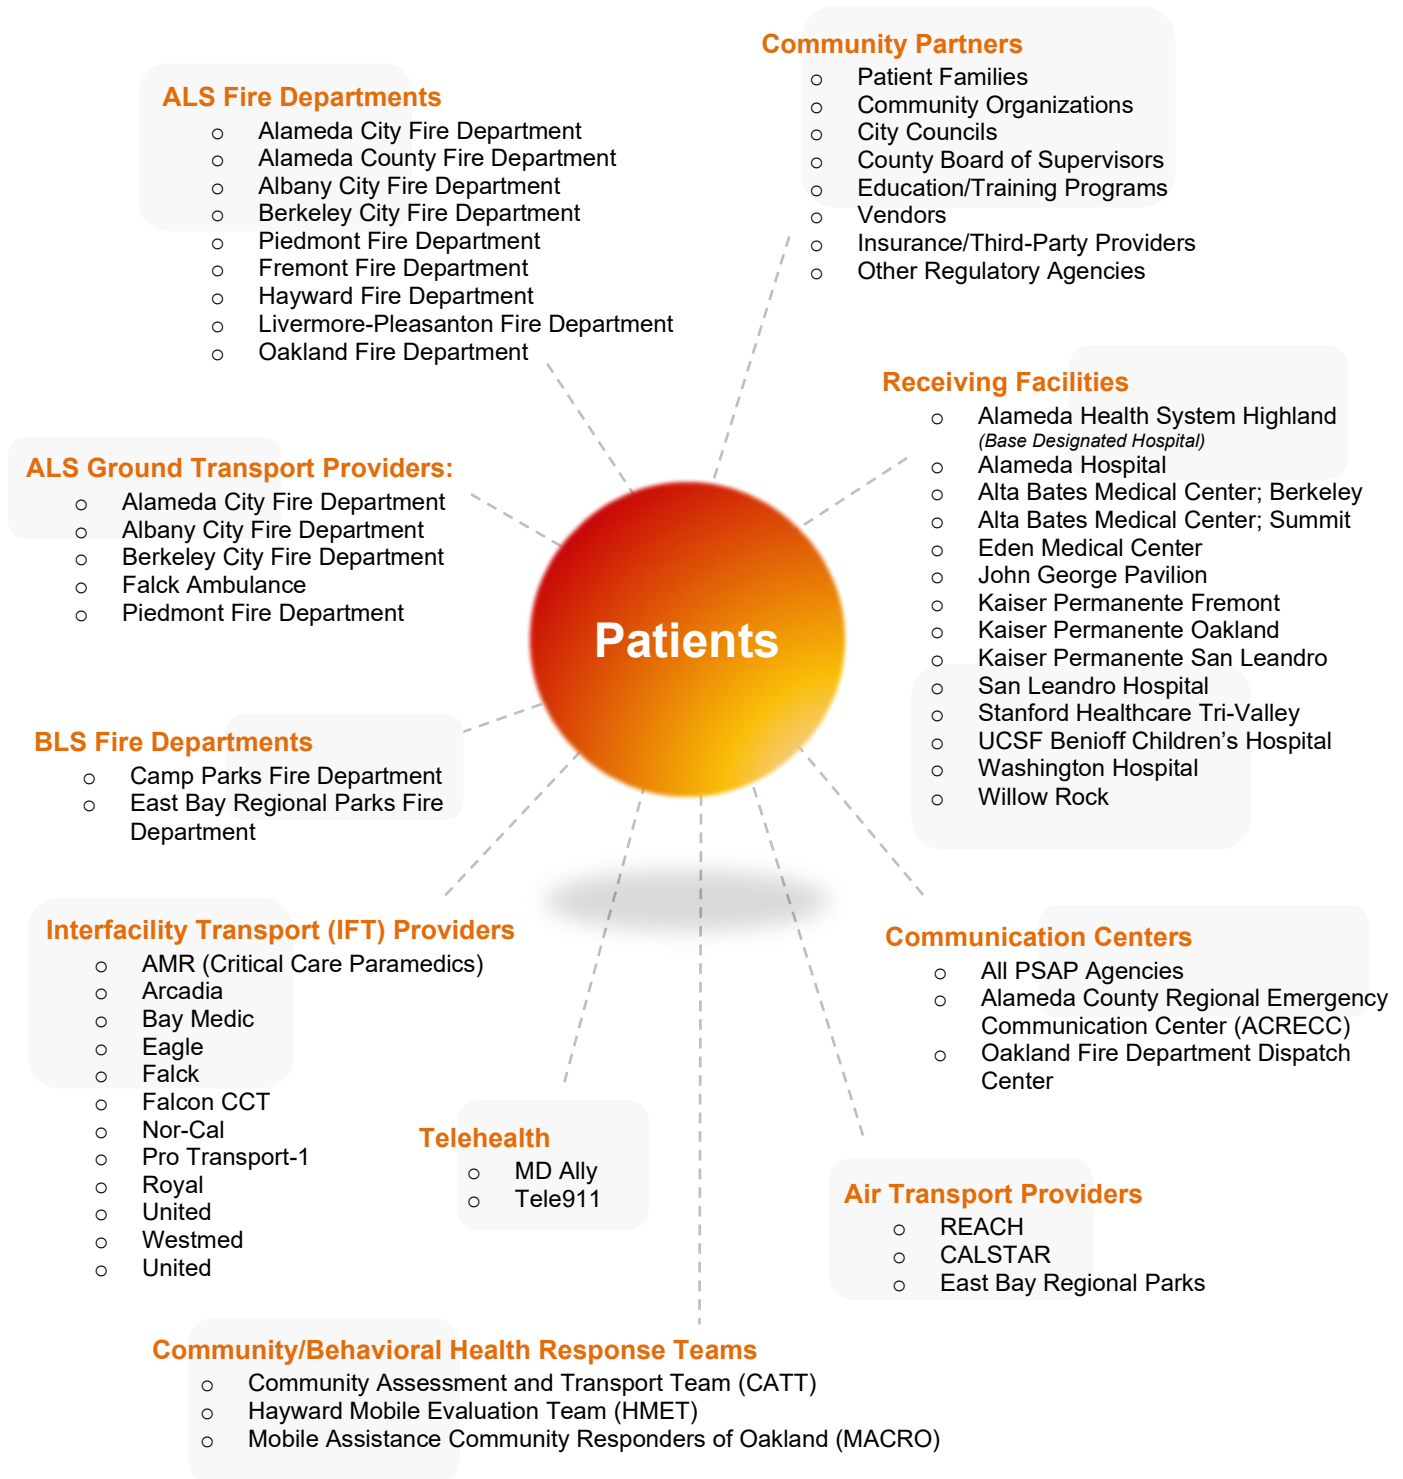 Community Partners
o Patient Families
o Community Organizations
o City Councils
o County Board of Supervisors
o Education/Training Programs
o Vendors
o Insurance/Third-Party Providers
o Other Regulatory Agencies
ALS Fire Departments
o Alameda City Fire Department
o Alameda County Fire Department
o Albany City Fire Department
o Berkeley City Fire Department
o Piedmont Fire Department
o Fremont Fire Department
o Hayward Fire Department
o Livermore-Pleasanton Fire Department
o Oakland Fire Department
Receiving Facilities
o Alameda Health System Highland
(Base Designated Hospital)
o Alameda Hospital
o Alta Bates Medical Center; Berkeley
o Alta Bates Medical Center; Summit
o Eden Medical Center
o John George Pavilion
o Kaiser Permanente Fremont
o Kaiser Permanente Oakland
o Kaiser Permanente San Leandro
o San Leandro Hospital
o Stanford Healthcare Tri-Valley
o UCSF Benioff Children’s Hospital
o Washington Hospital
o Willow Rock
ALS Ground Transport Providers:
o Alameda City Fire Department
o Albany City Fire Department
o Berkeley City Fire Department
o Falck Ambulance
o Piedmont Fire Department
Patients
BLS Fire Departments
o Camp Parks Fire Department
o East Bay Regional Parks Fire
Department
Interfacility Transport (IFT) Providers
o AMR (Critical Care Paramedics)
o Arcadia
o Bay Medic
o Eagle
o Falck
o Falcon CCT
o Nor-Cal
o Pro Transport-1
o Royal
o United
o Westmed
o United
Communication Centers
o All PSAP Agencies
o Alameda County Regional Emergency
Communication Center (ACRECC)
o Oakland Fire Department Dispatch
Center
Telehealth
o MD Ally
o Tele911
Air Transport Providers
o REACH
o CALSTAR
o East Bay Regional Parks
Community/Behavioral Health Response Teams
o Community Assessment and Transport Team (CATT)
o Hayward Mobile Evaluation Team (HMET)
o Mobile Assistance Community Responders of Oakland (MACRO)